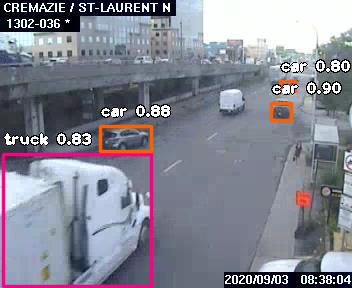 CREMAZIE / ST-LAURENT N
1302-036 *
car 0.80
car 0.90
car 0.88
truck 0.83
2020/09/03 08:38:04